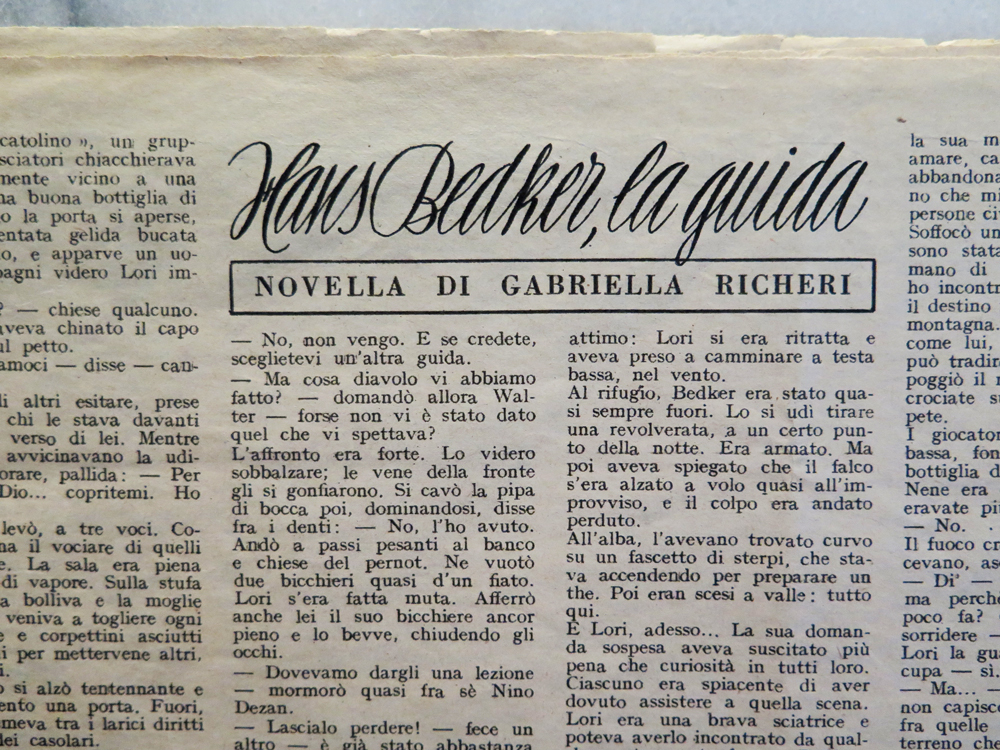 catolino », un grup-
sciatori chiacchierava
mente vicino a una
na buona bottiglia di
o la porta si aperse,
entata gelida bucata
o, e apparve un uo-
pagni videro Lori im-
? — chiese qualcuno.
aveva chinato il capo
ul petto.
amoci — disse — can-
li altri esitare, prese
chi le stava davanti
verso di lei. Mentre
avvicinavano la udi-
orare, pallida: — Per
Dio... copritemi. Ho
levò, a tre voci. Co-
na il vociare di quelli
e. La sala era piena
di vapore. Sulla stufa
a bolliva e la moglie
veniva a togliere ogni
e e corpettini asciutti
i per mettervene altri,
i.
o si alzò tentennante e
ento una porta. Fuori,
meva tra i larici diritti
dei casolari.
Hans Bedker, la guida
NOVELLA DI GABRIELLA RICHERI
— No, non vengo. E se credete,
sceglietevi un'altra guida.
— Ma cosa diavolo vi abbiamo
fatto? — domandò allora Wal-
ter — forse non vi è stato dato
quel che vi spettava?
L'affronto era forte. Lo videro
sobbalzare; le vene della fronte
gli si gonfiarono. Si cavò la pipa
di bocca poi, dominandosi, disse
fra i denti: — No, l'ho avuto.
Andò a passi pesanti al banco
e chiese del pernot. Ne vuotò
due bicchieri quasi d'un fiato.
Lori s'era fatta muta. Afferrò
anche lei il suo bicchiere ancor
pieno e lo bevve, chiudendo gli
occhi.
— Dovevamo dargli una lezione
— mormorò quasi fra sè Nino
Dezan.
— Lascialo perdere! — fece un
altro — è già stato abbastanza
attimo: Lori si era ritratta e
aveva preso a camminare a testa
bassa, nel vento.
Al rifugio, Bedker era stato qua-
si sempre fuori. Lo si udì tirare
una revolverata, a un certo pun-
to della notte. Era armato. Ma
poi aveva spiegato che il falco
s'era alzato a volo quasi all'im-
provviso, e il colpo era andato
perduto.
All'alba, l'avevano trovato curvo
su un fascetto di sterpi, che sta-
va accendendo per preparare un
the. Poi eran scesi a valle: tutto
qui.
E Lori, adesso... La sua doman-
da sospesa aveva suscitato più
pena che curiosità in tutti loro.
Ciascuno era spiacente di aver
dovuto assistere a quella scena.
Lori era una brava sciatrice e
poteva averlo incontrato da qual-
la sua m
amare, ca
abbandona
no che mi
persone ci
Soffocò un
sono stata
mano di
ho incontr
il destino
montagna.
come lui,
può tradir
poggiò il
crociate s
pete.
I giocator
bassa, fon
bottiglia d
Nene era
eravate pi
— No.
Il fuoco cr
cevano, as
— Di' —
ma perch
poco fa?
sorridere —
Lori la gu
cupa — sì.
— Ma... —
non capisc
fra quelle
terreno che